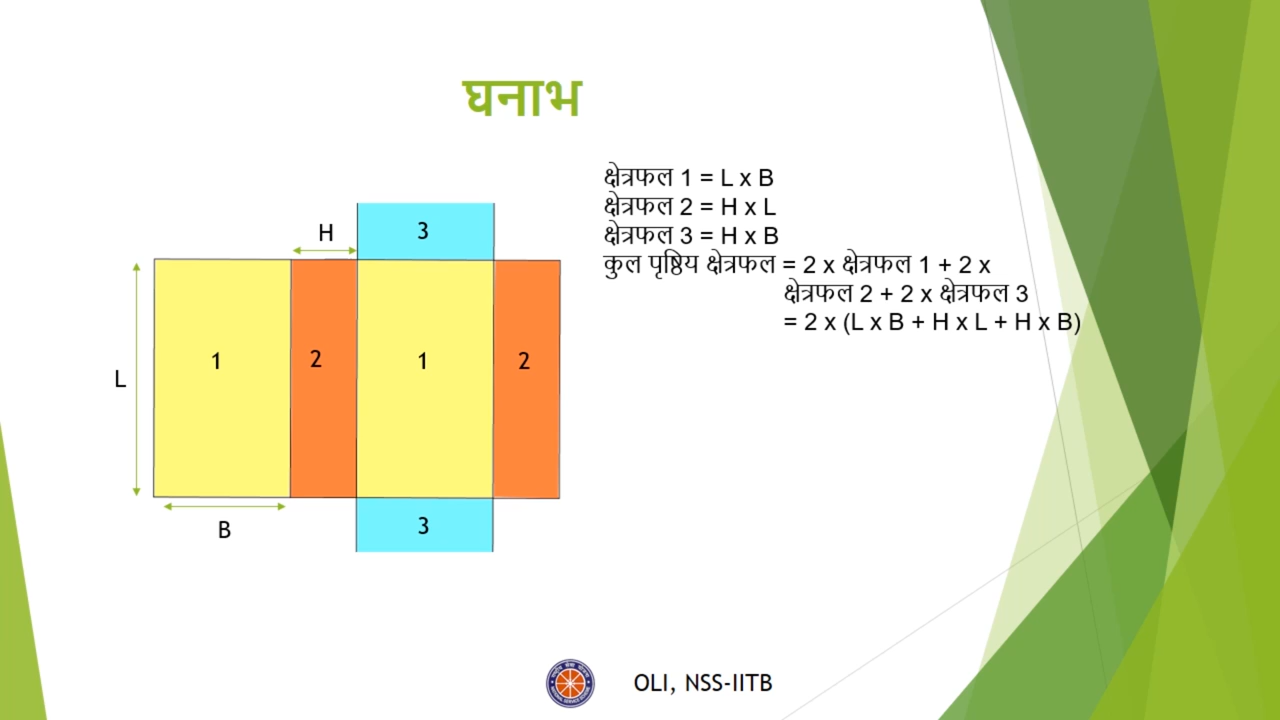 घनाभ
क्षेत्रफल 1 = L x B
क्षेत्रफल 2 = H x L
क्षेत्रफल 3 = H x B
कुल पृष्ठिय क्षेत्रफल = 2 x क्षेत्रफल 1 + 2 x
क्षेत्रफल 2 + 2 x क्षेत्रफल 3
= 2 x (L x B + H x L + H x B)
H
3
1
2
1
2
L
B
3
OLI, NSS-IITB